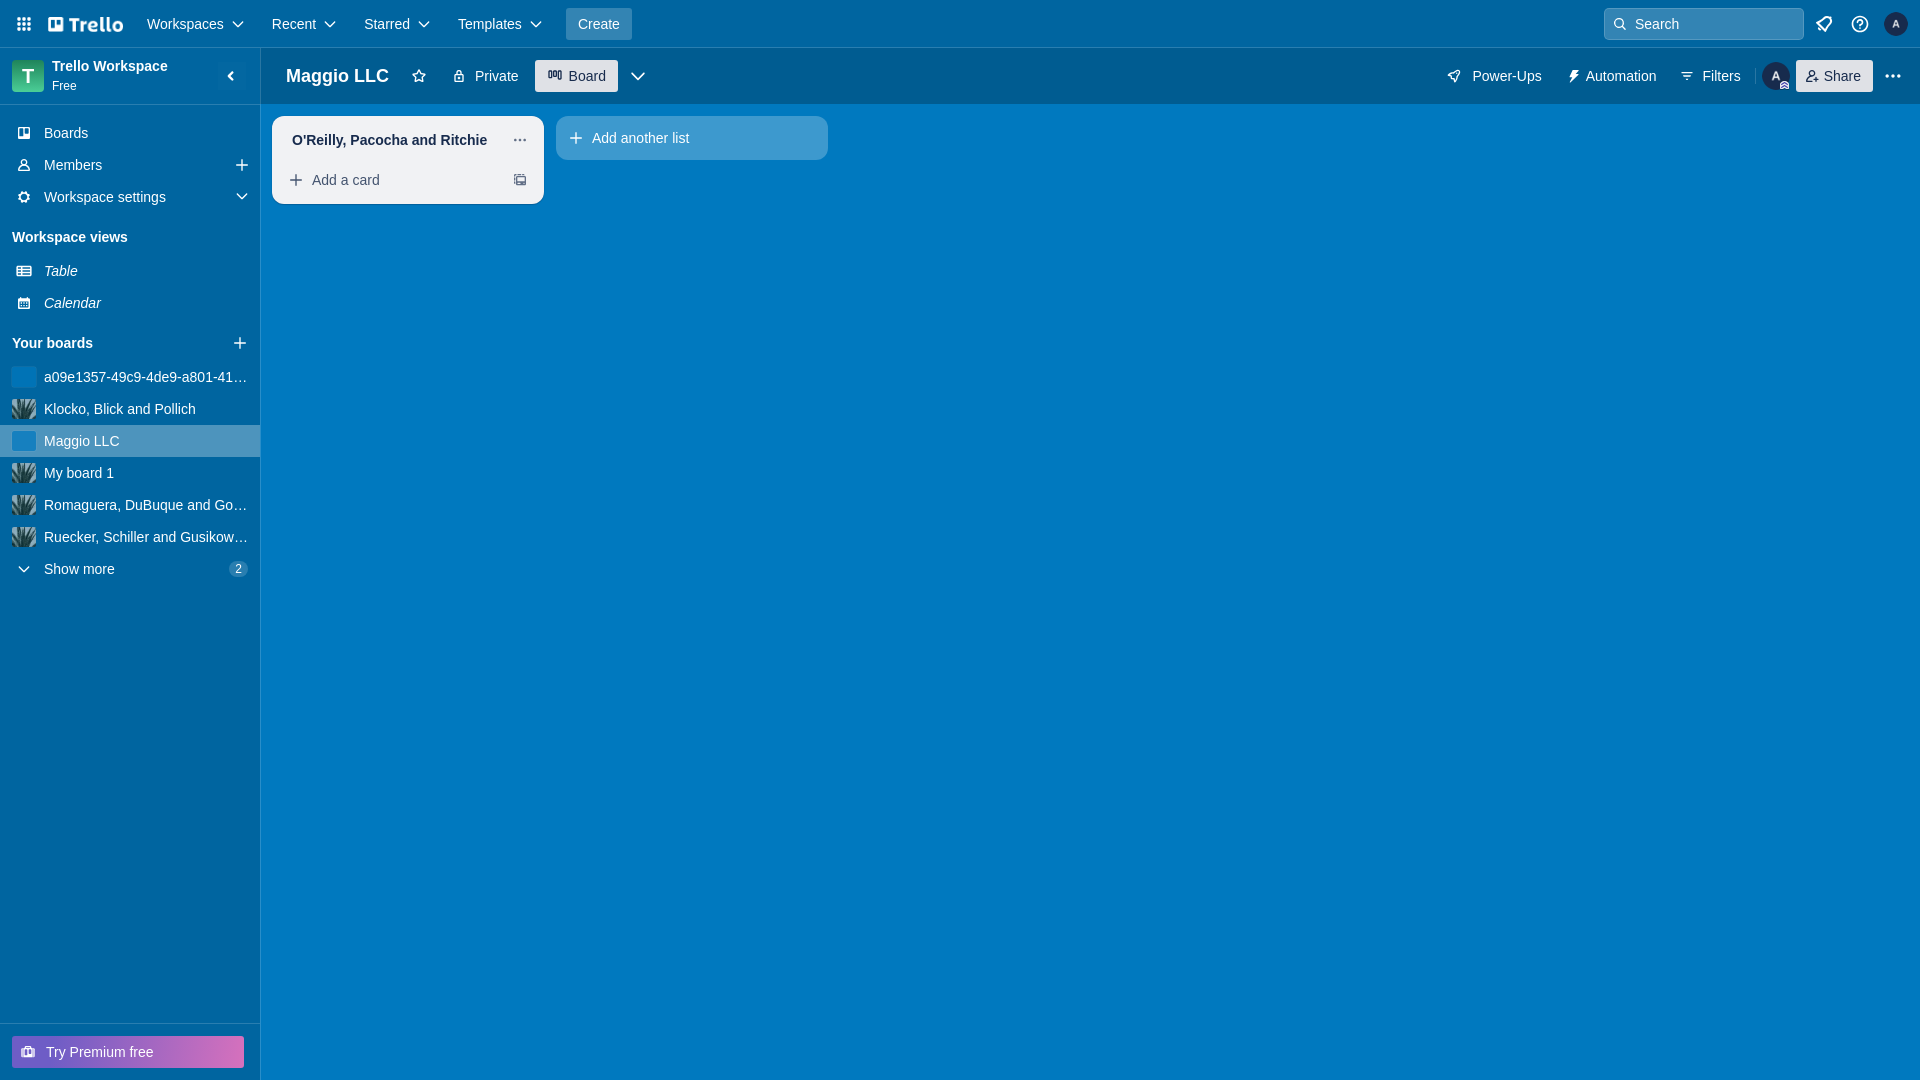 Trello
Workspaces
Recent
Starred
Templates
Create
Search
A
T
Trello Workspace
Free
Maggio LLC
Private
Board
Power-Ups
Automation
Filters
A
Share
Boards
Members
Workspace settings
Workspace views
Table
Calendar
Your boards
a09e1357-49c9-4de9-a801-41…
Klocko, Blick and Pollich
Maggio LLC
My board 1
Romaguera, DuBuque and Go…
Ruecker, Schiller and Gusikow…
Show more
2
O'Reilly, Pacocha and Ritchie
Add a card
Add another list
Try Premium free